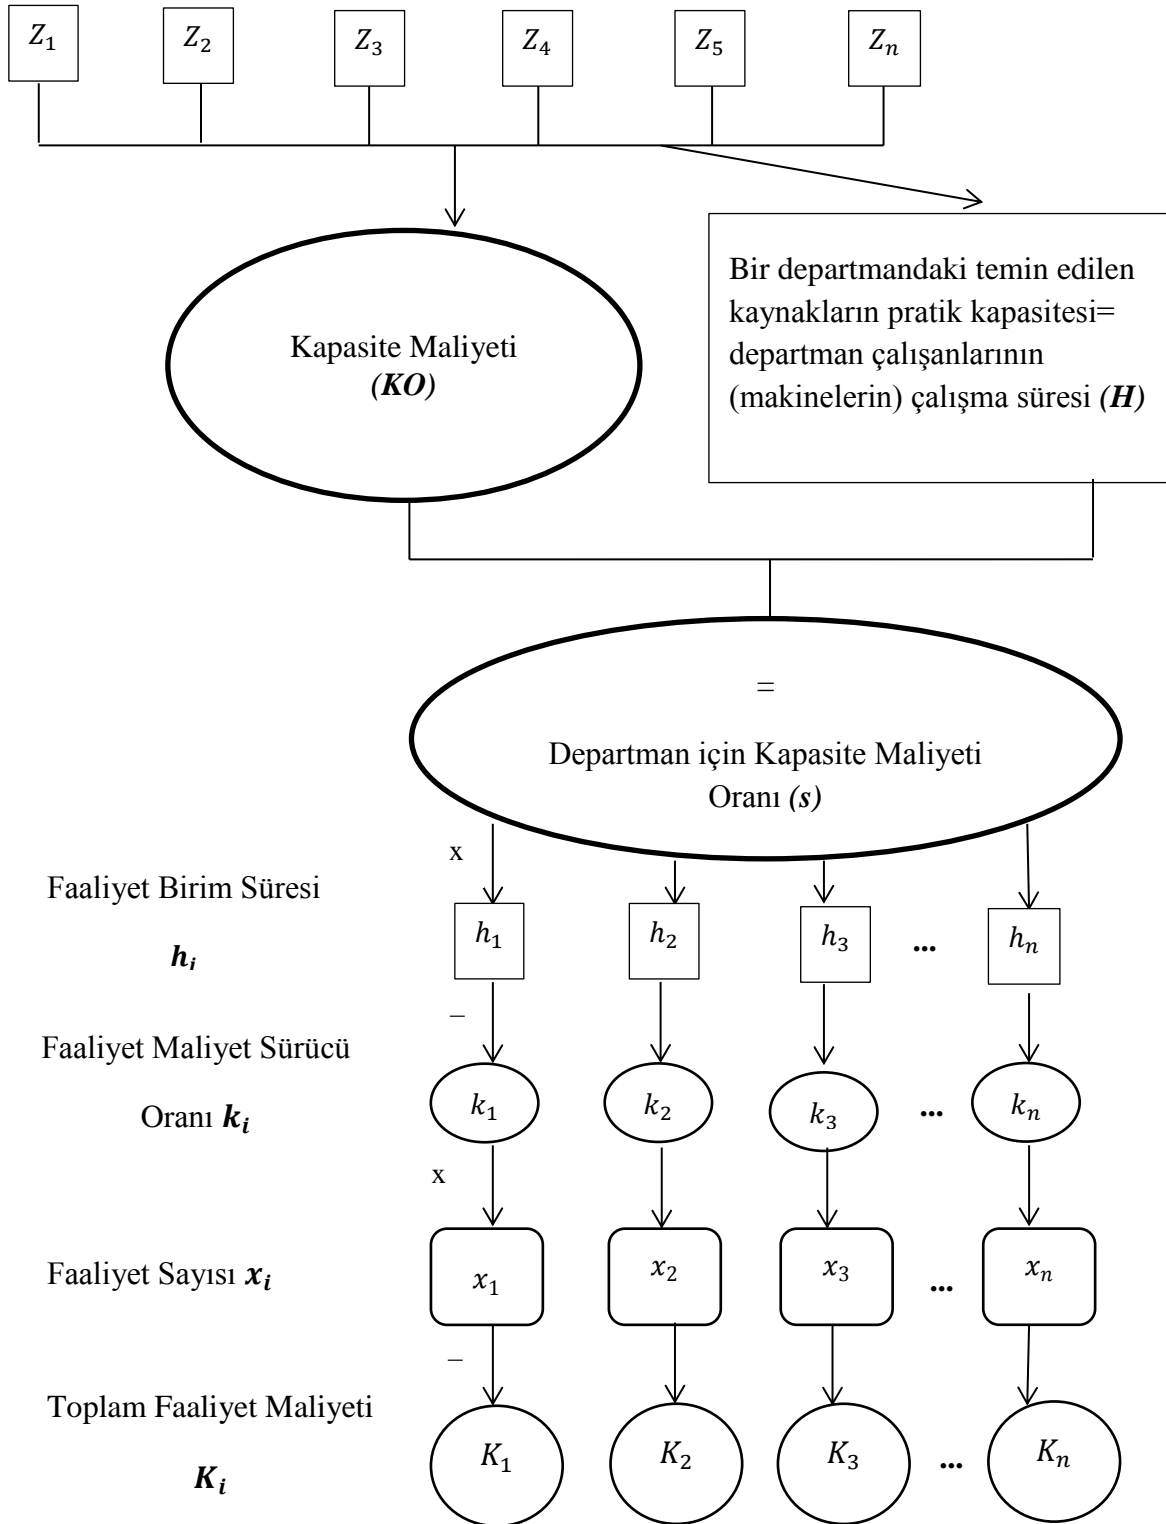 Z₁ Z₂ Z₃ Z₄ Z₅ Zₙ
Kapasite Maliyeti
(KO)
Bir departmandaki temin edilen
kaynakların pratik kapasitesi=
departman çalışanlarının
(makinelerin) çalışma süresi (H)
=
Departman için Kapasite Maliyeti
Oranı (s)
x
Faaliyet Birim Süresi
hᵢ
h₁ h₂ h₃ ... hₙ
–
Faaliyet Maliyet Sürücü
Oranı kᵢ
k₁ k₂ k₃ ... kₙ
x
Faaliyet Sayısı xᵢ
x₁ x₂ x₃ ... xₙ
–
Toplam Faaliyet Maliyeti
Kᵢ
K₁ K₂ K₃ ... Kₙ